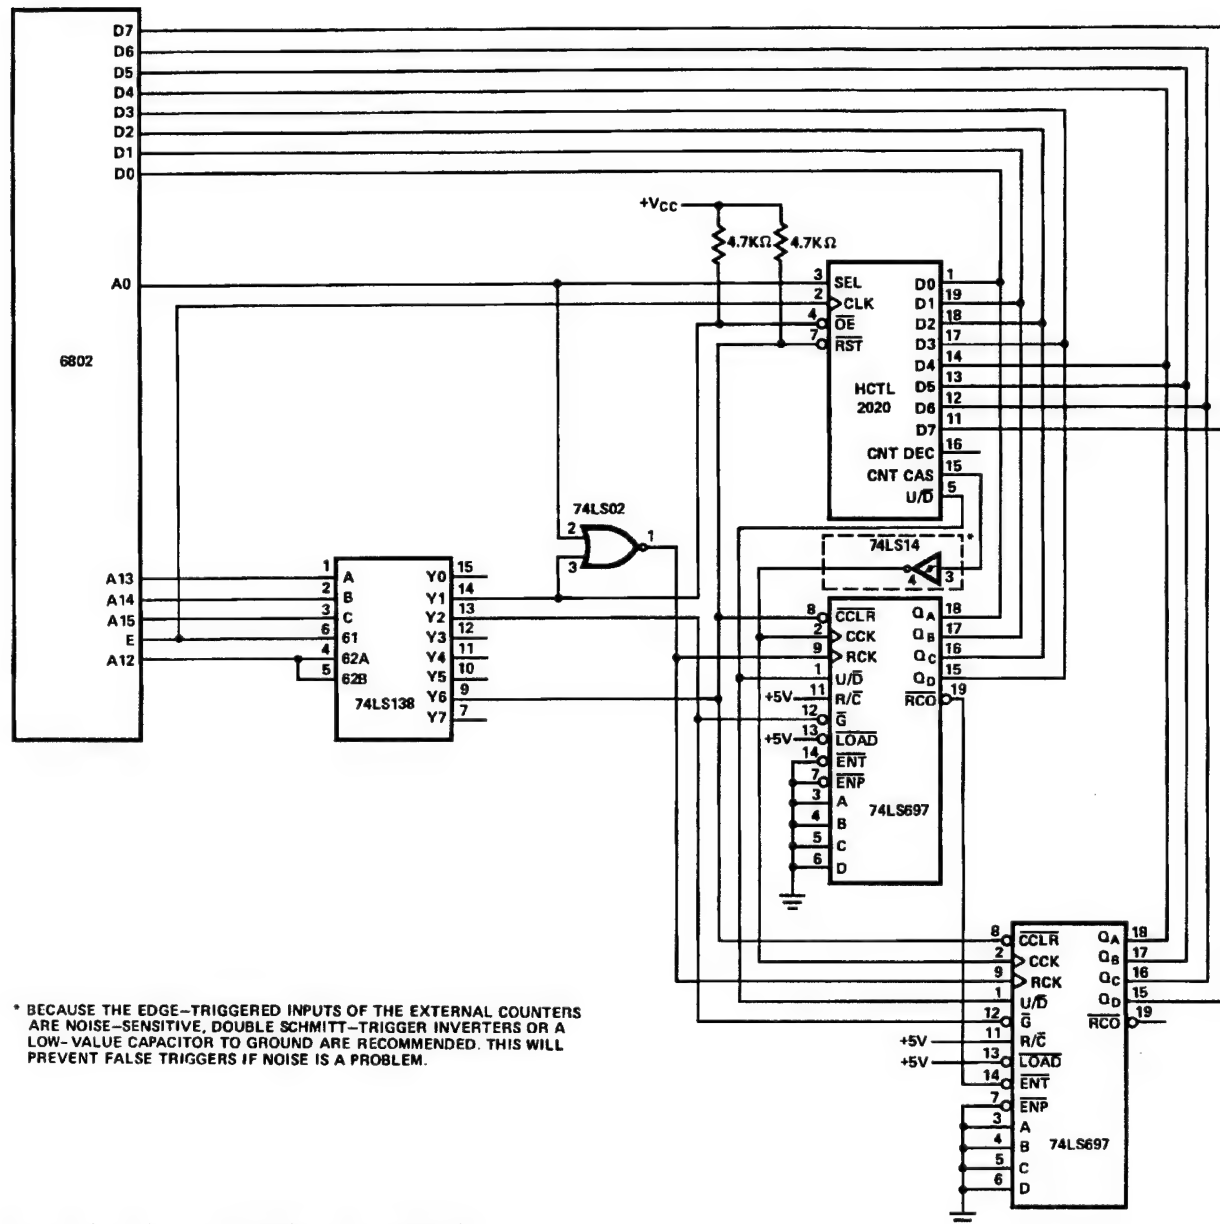 D7
D6
D5
D4
D3
D2
D1
D0
+VCC
4.7KΩ 4.7KΩ
A0
6802
3 SEL
2 CLK
4 OE
7 RST
HCTL
2020
D0 1
D1 19
D2 18
D3 17
D4 14
D5 13
D6 12
D7 11
CNT DEC 16
CNT CAS 15
U/D 5
74LS02
2
3
1
74LS14 *
4 3
A13
A14
A15
E
A12
1 A
2 B
3 C
6 61
4 62A
5 62B
74LS138
Y0 15
Y1 14
Y2 13
Y3 12
Y4 11
Y5 10
Y6 9
Y7 7
8 CCLR
2 CCK
9 RCK
1 U/D
+5V 11 R/C
12 G
+5V 13 LOAD
14 ENT
7 ENP
3 A
4 B
5 C
6 D
74LS697
QA 18
QB 17
QC 16
QD 15
RCO 19
8 CCLR
2 CCK
9 RCK
1 U/D
12 G
+5V 11 R/C
+5V 13 LOAD
14 ENT
7 ENP
3 A
4 B
5 C
6 D
74LS697
QA 18
QB 17
QC 16
QD 15
RCO 19
* BECAUSE THE EDGE-TRIGGERED INPUTS OF THE EXTERNAL COUNTERS
ARE NOISE-SENSITIVE, DOUBLE SCHMITT-TRIGGER INVERTERS OR A
LOW-VALUE CAPACITOR TO GROUND ARE RECOMMENDED. THIS WILL
PREVENT FALSE TRIGGERS IF NOISE IS A PROBLEM.